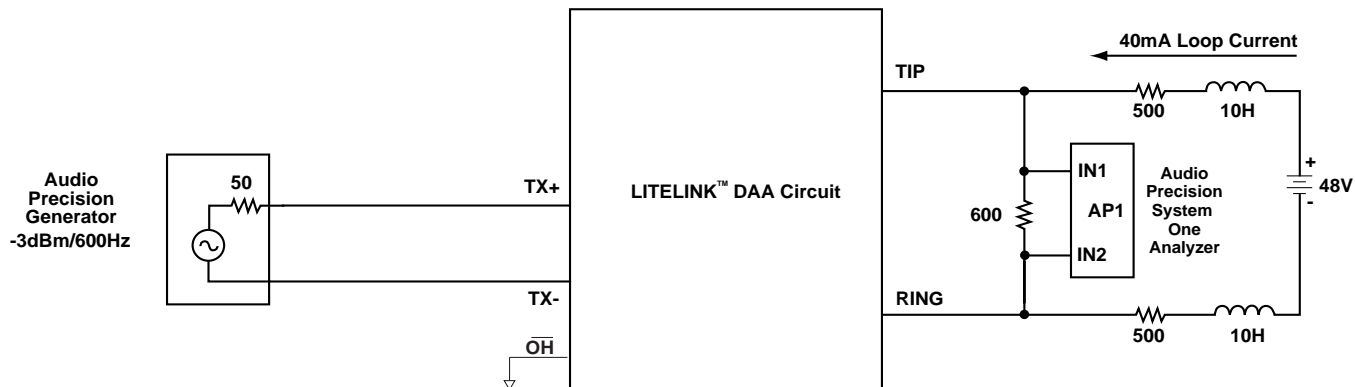 40mA Loop Current
TIP
500
10H
Audio
Precision
Generator
-3dBm/600Hz
50
TX+
LITELINK™ DAA Circuit
600
IN1
AP1
IN2
Audio
Precision
System
One
Analyzer
+
48V
-
TX-
RING
500
10H
O̅H̅